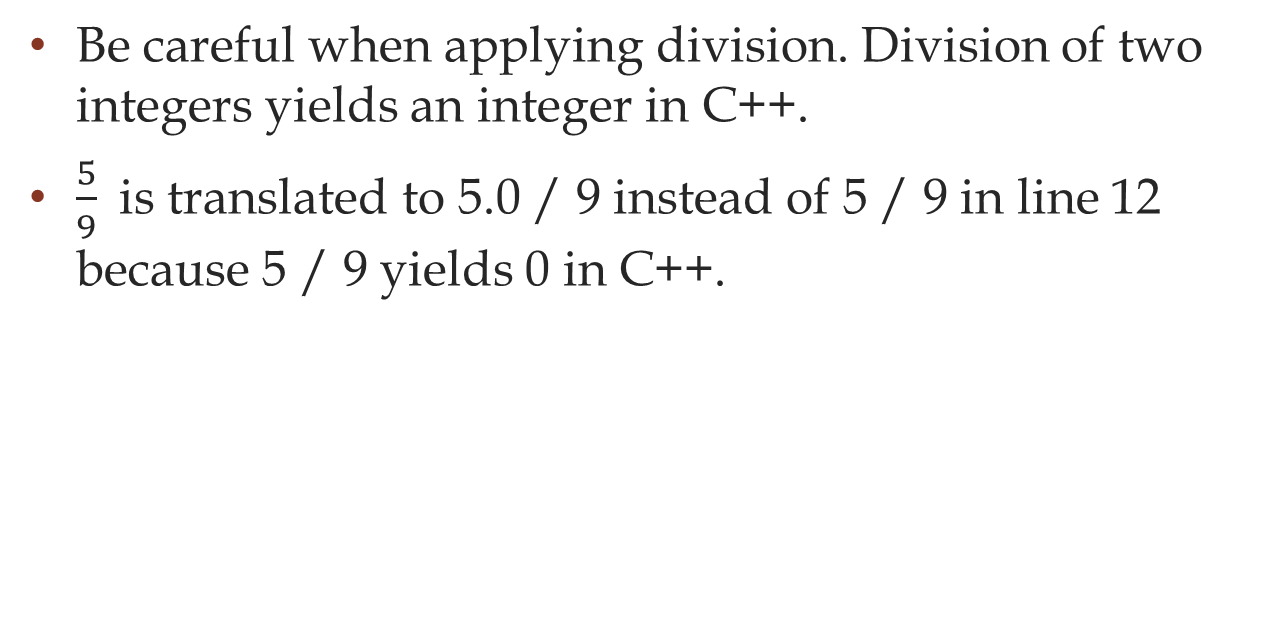 • Be careful when applying division. Division of two
integers yields an integer in C++.
• 5/9 is translated to 5.0 / 9 instead of 5 / 9 in line 12
because 5 / 9 yields 0 in C++.